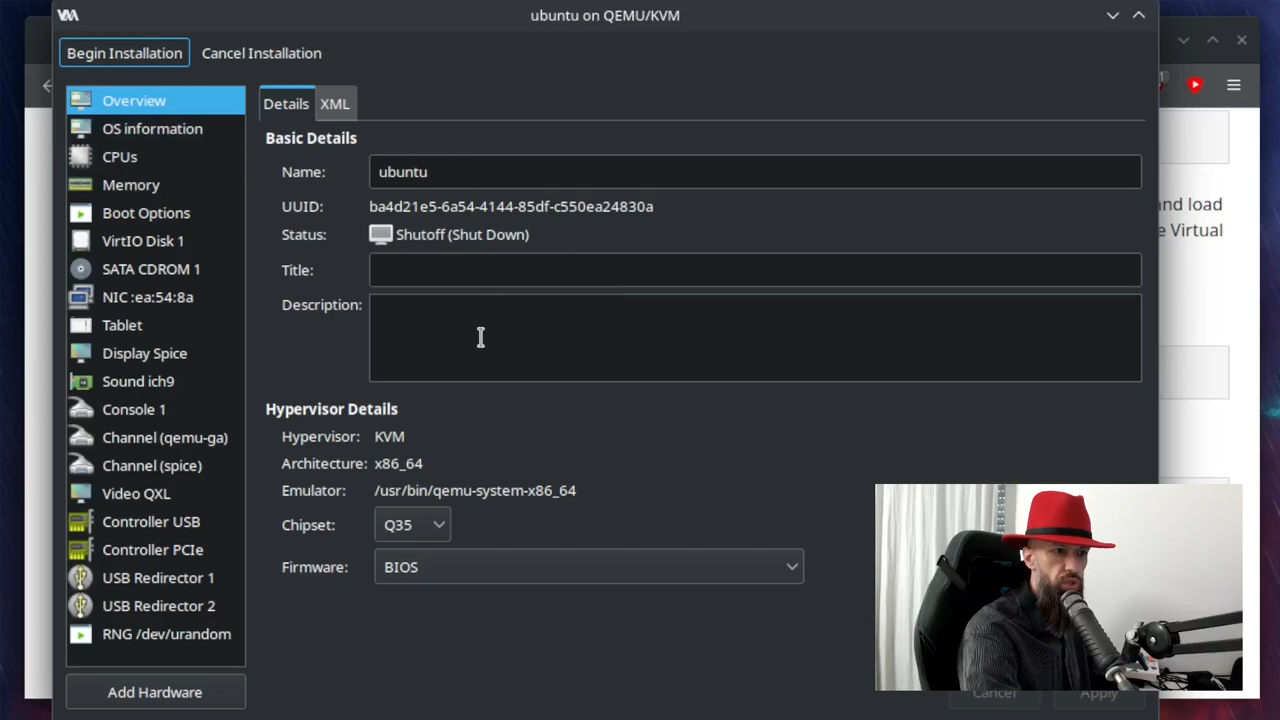 ubuntu on QEMU/KVM
Begin Installation
Cancel Installation
Overview
OS information
CPUs
Memory
Boot Options
VirtIO Disk 1
SATA CDROM 1
NIC :ea:54:8a
Tablet
Display Spice
Sound ich9
Console 1
Channel (qemu-ga)
Channel (spice)
Video QXL
Controller USB
Controller PCIe
USB Redirector 1
USB Redirector 2
RNG /dev/urandom
Add Hardware
Details
XML
Basic Details
Name: ubuntu
UUID: ba4d21e5-6a54-4144-85df-c550ea24830a
Status: Shutoff (Shut Down)
Title:
Description:
Hypervisor Details
Hypervisor: KVM
Architecture: x86_64
Emulator: /usr/bin/qemu-system-x86_64
Chipset: Q35
Firmware: BIOS
Cancel
Apply
and load
e Virtual